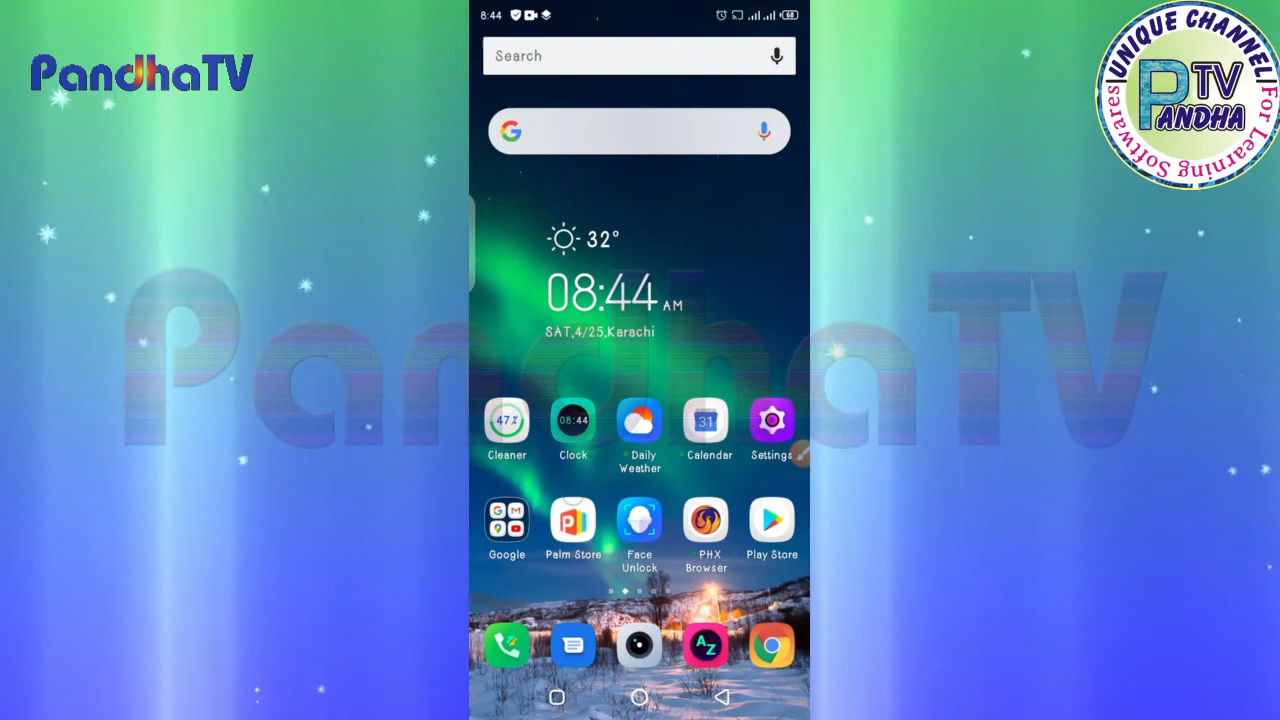 PandhaTV
UNIQUE CHANNEL
For Learning Softwares
PTV
PANDHA
8:44
68
Search
32°
08:44 AM
SAT,4/25,Karachi
PandhaTV
47%
08:44
31
Cleaner
Clock
Daily Weather
Calendar
Settings
Google
Palm Store
Face Unlock
PHX Browser
Play Store
AZ